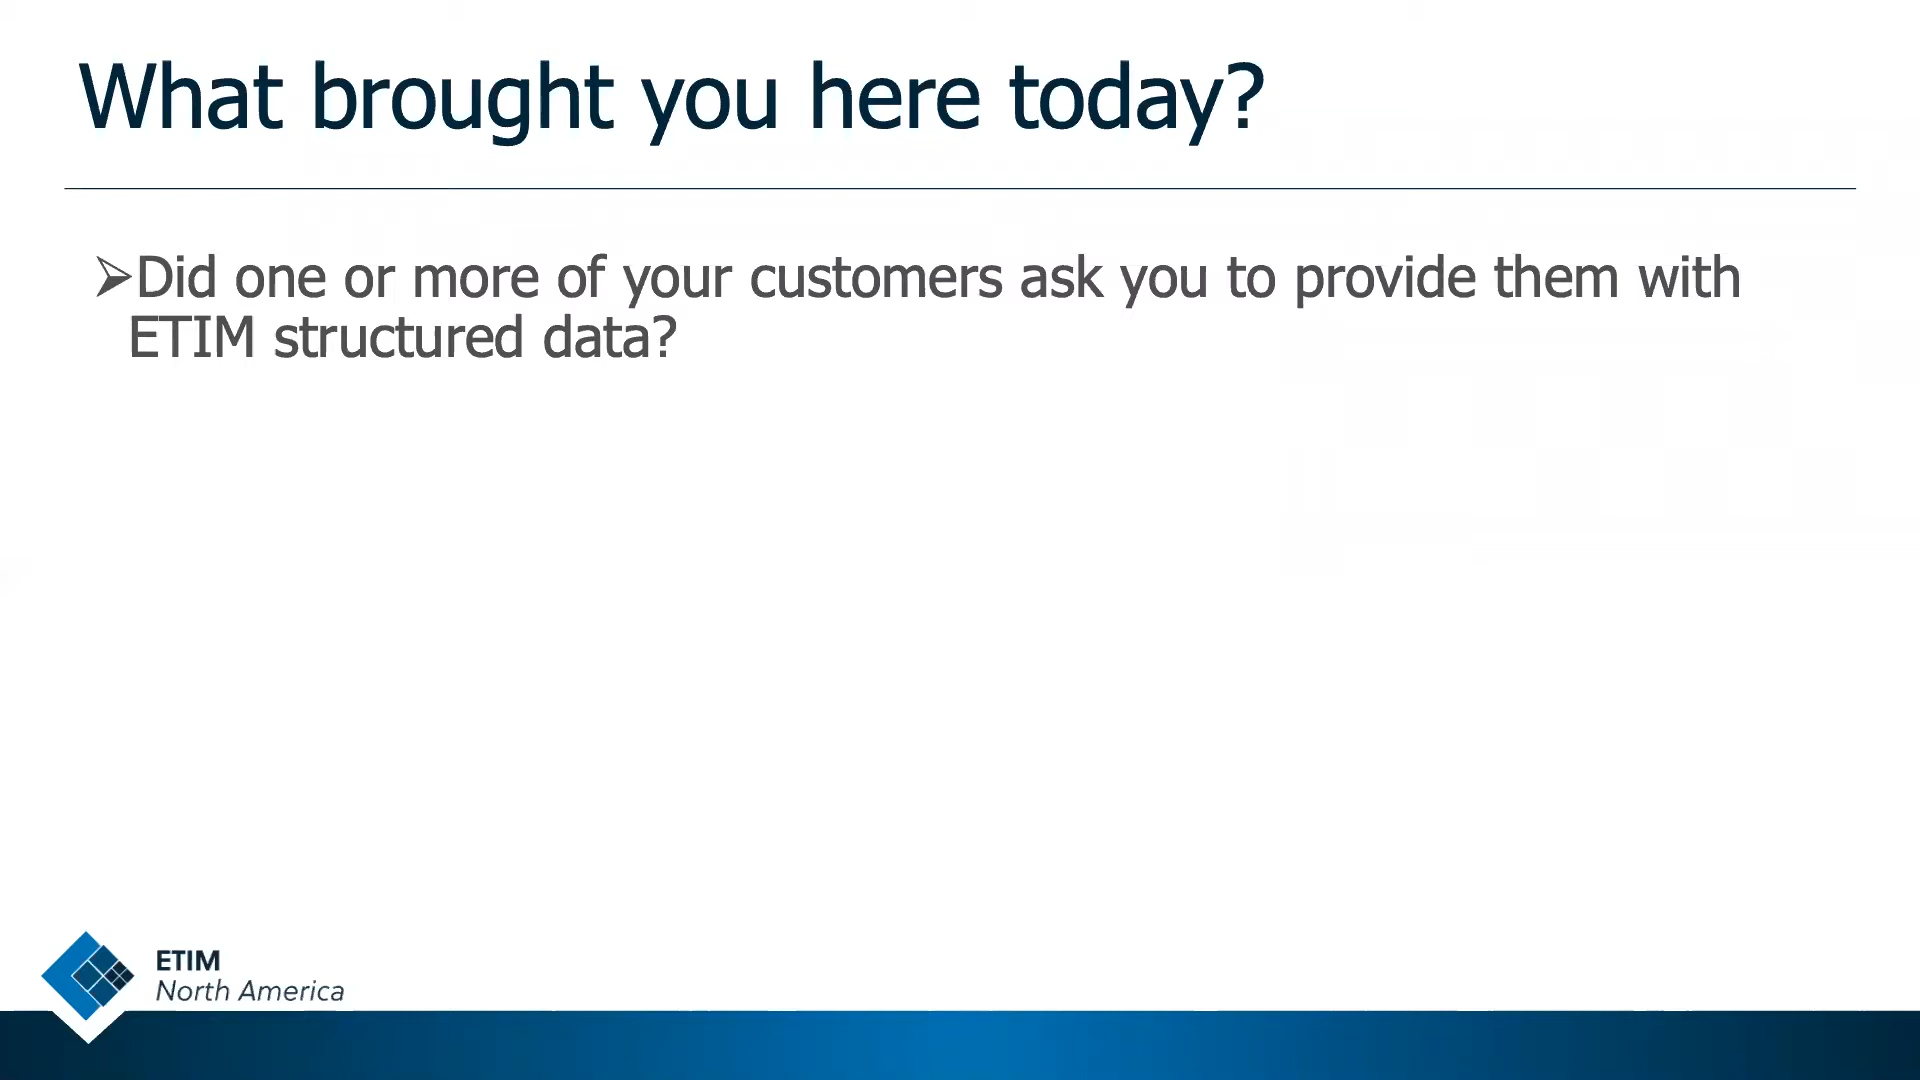 What brought you here today?
➢Did one or more of your customers ask you to provide them with
ETIM structured data?
ETIM
North America